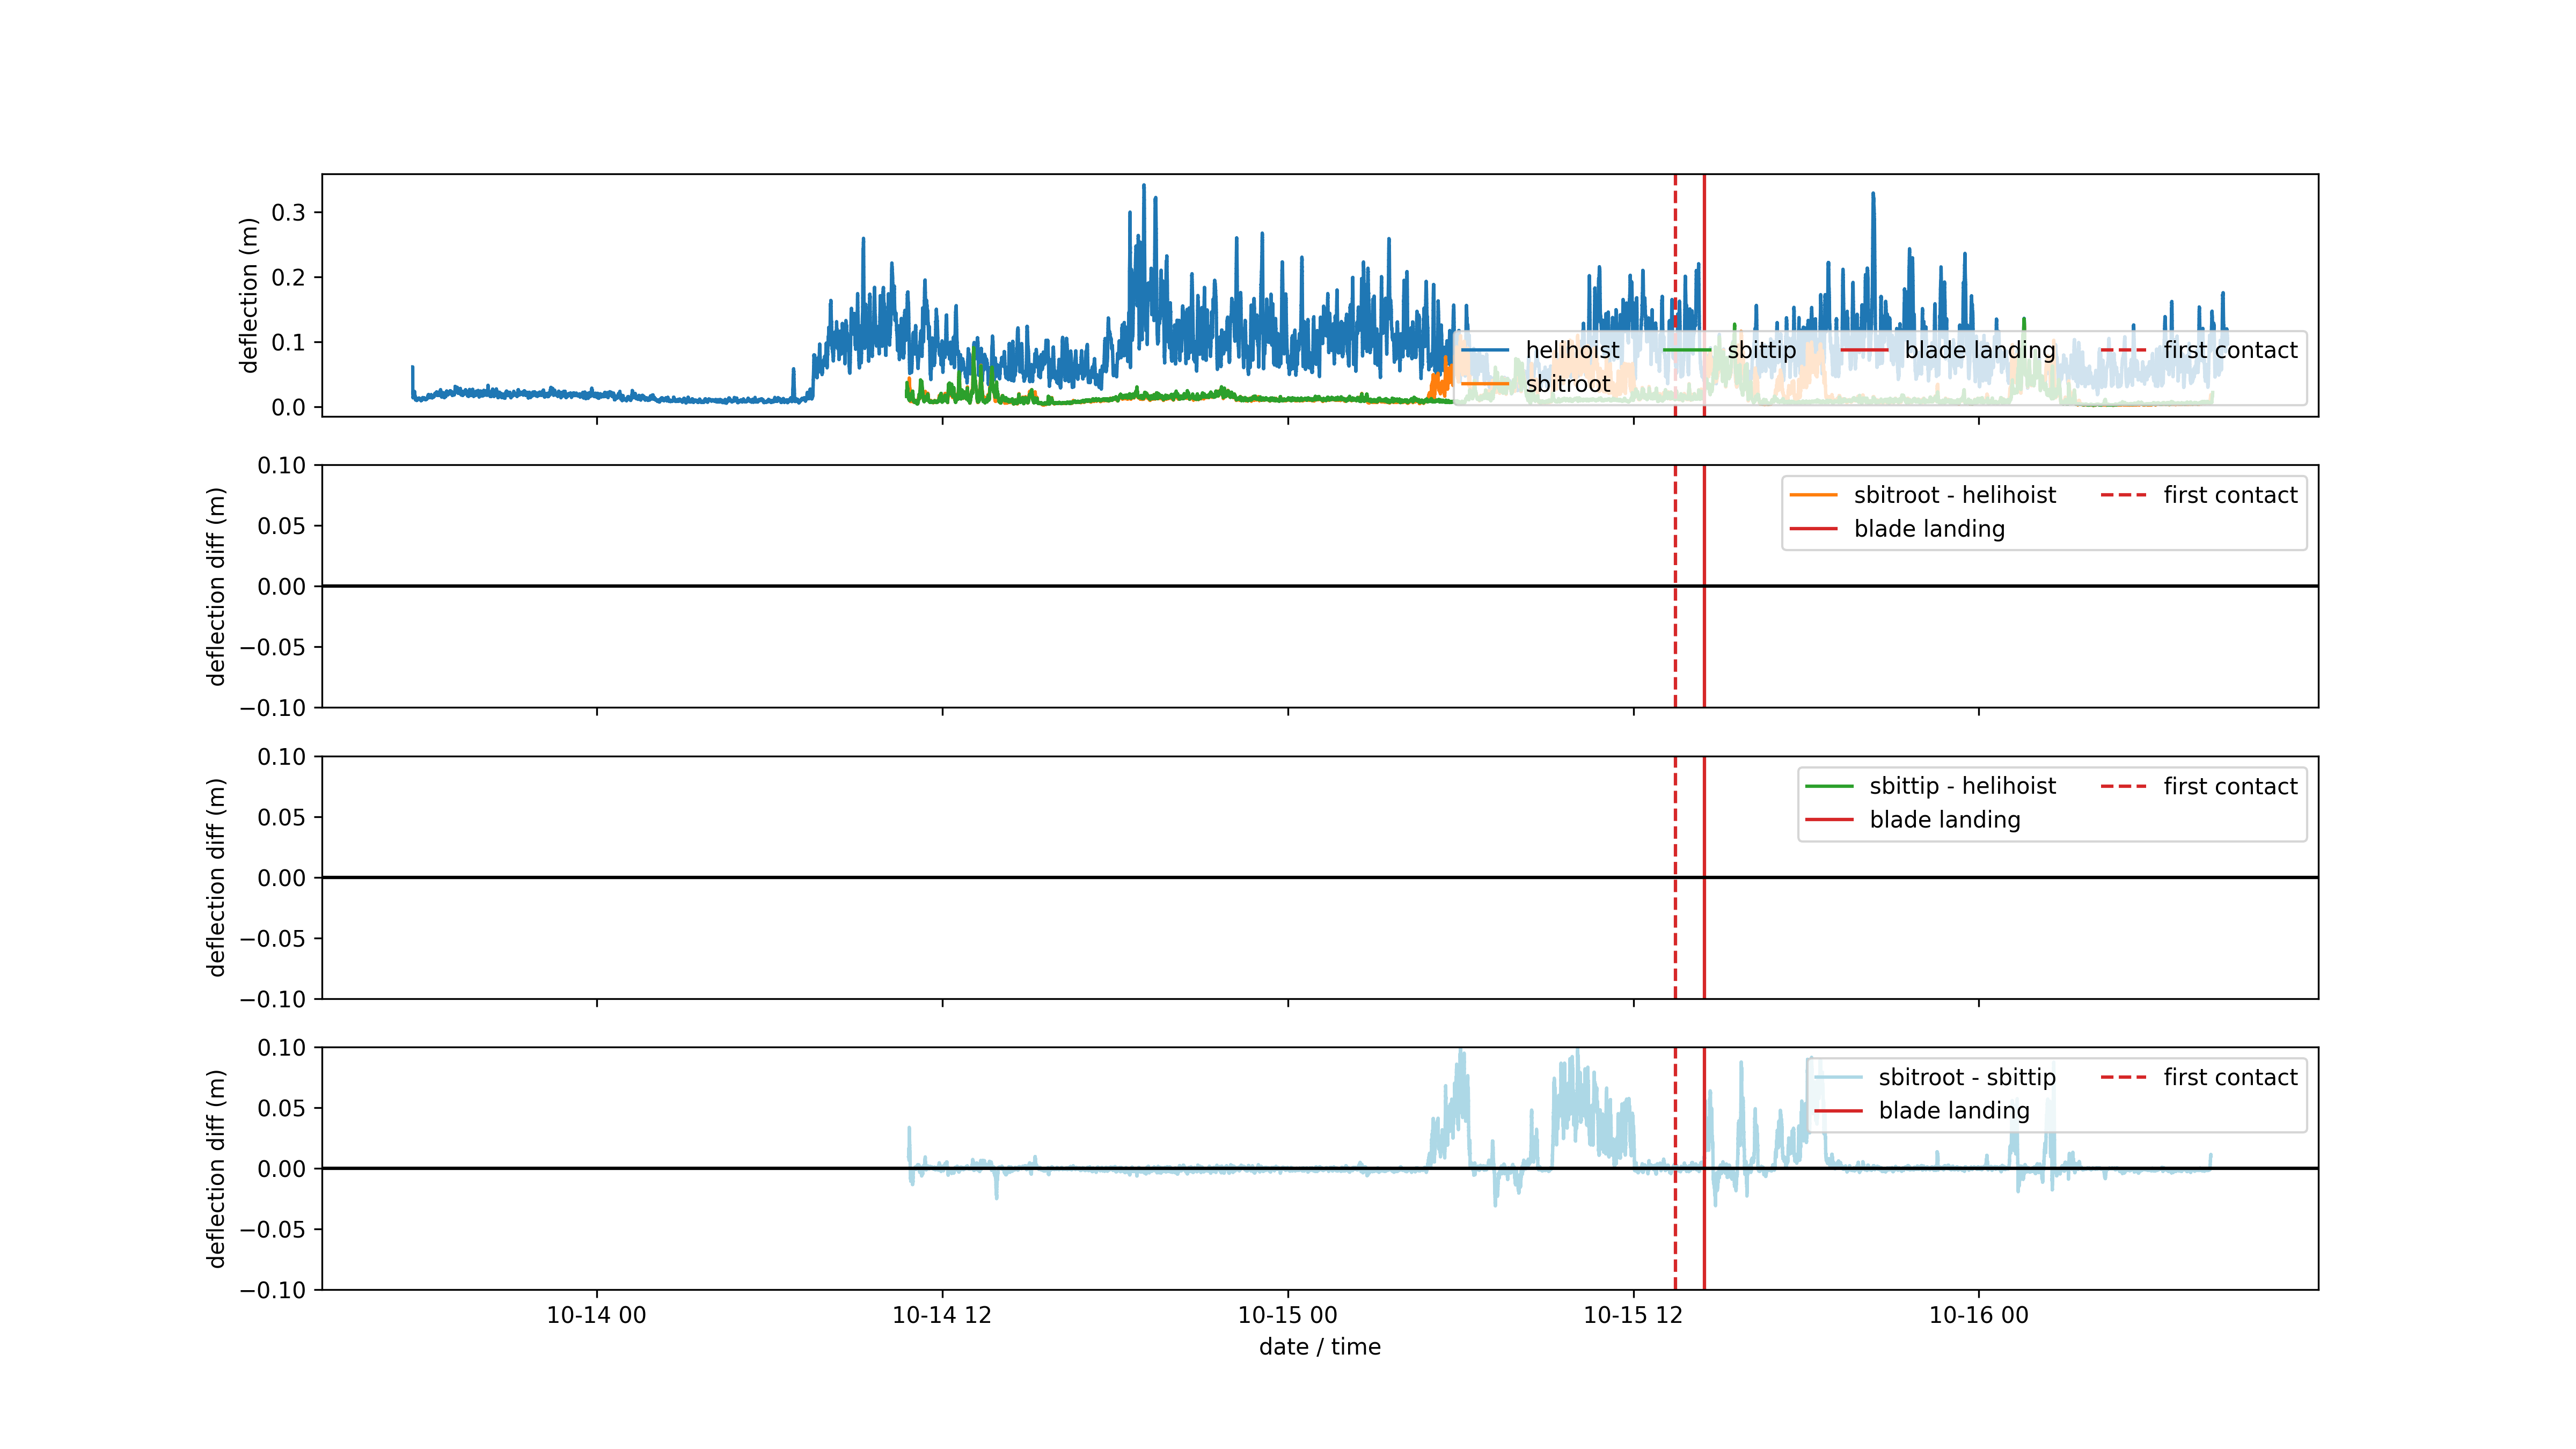 0.3
0.2
0.1
0.0
deflection (m)
helihoist sbittip blade landing first contact
sbitroot
0.10
0.05
0.00
−0.05
−0.10
deflection diff (m)
sbitroot - helihoist first contact
blade landing
0.10
0.05
0.00
−0.05
−0.10
deflection diff (m)
sbittip - helihoist first contact
blade landing
0.10
0.05
0.00
−0.05
−0.10
deflection diff (m)
sbitroot - sbittip first contact
blade landing
10-14 00 10-14 12 10-15 00 10-15 12 10-16 00
date / time